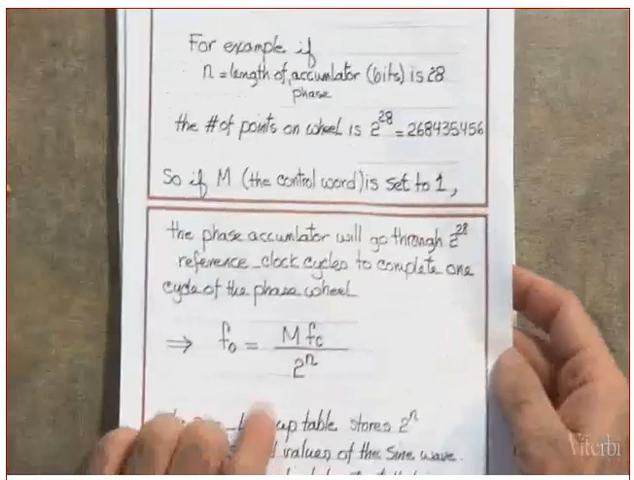 For example if
n = length of accumlator (bits) is 28
phase
the # of points on wheel is 2^28 = 268435456
So if M (the control word) is set to 1,
the phase accumlator will go through 2^28
reference-clock cycles to complete one
cycle of the phase wheel
⇒ f₀ = M fc / 2^n
up table stores 2^n
values of the sine wave.
Viterbi